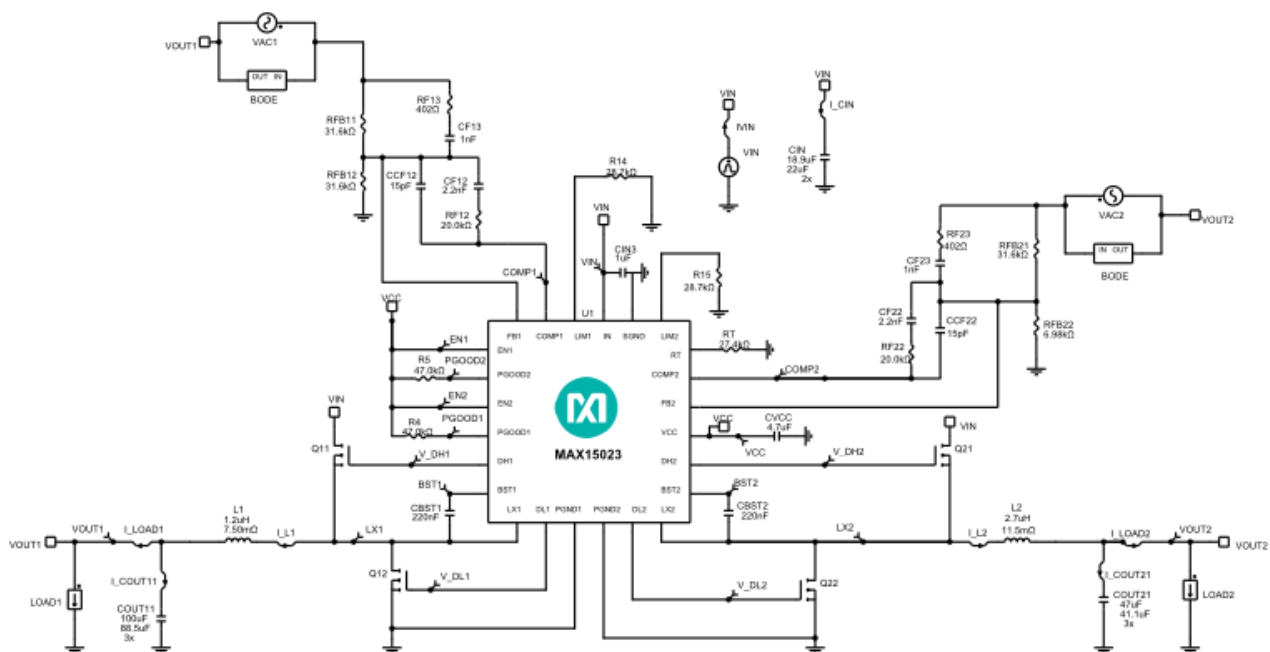 VOUT1
VAC1
OUT IN
BODE
RFB11
31.6kΩ
RF13
402Ω
CF13
1nF
RFB12
31.6kΩ
CCF12
15pF
CF12
2.2nF
RF12
20.0kΩ
R14
28.7kΩ
VIN
IVIN
VIN
VIN
I_CIN
CIN
18.9uF
22uF
2x
VAC2
VOUT2
IN OUT
BODE
RF23
402Ω
RFB21
31.6kΩ
CF23
1nF
CF22
2.2nF
CCF22
15pF
RFB22
6.98kΩ
RF22
20.0kΩ
VIN
VIN
CIN3
1uF
COMP1
R15
28.7kΩ
VCC
U1
FB1
COMP1
LIM1
IN
SGND
LIM2
EN1
EN1
RT
RT
27.4kΩ
R5
47.0kΩ
PGOOD2
PGOOD2
COMP2
COMP2
EN2
EN2
FB2
R4
47.0kΩ
PGOOD1
PGOOD1
VCC
VCC
VCC
CVCC
4.7uF
MAX15023
VIN
Q11
V_DH1
DH1
DH2
V_DH2
VIN
Q21
BST1
BST1
BST2
BST2
CBST1
220nF
CBST2
220nF
LX1
DL1
PGND1
PGND2
DL2
LX2
VOUT1
VOUT1
I_LOAD1
L1
1.2uH
7.50mΩ
I_L1
LX1
LX2
I_L2
L2
2.7uH
11.5mΩ
I_LOAD2
VOUT2
VOUT2
Q12
V_DL1
V_DL2
Q22
LOAD1
I_COUT11
COUT11
100uF
88.5uF
3x
I_COUT21
COUT21
47uF
41.1uF
3x
LOAD2